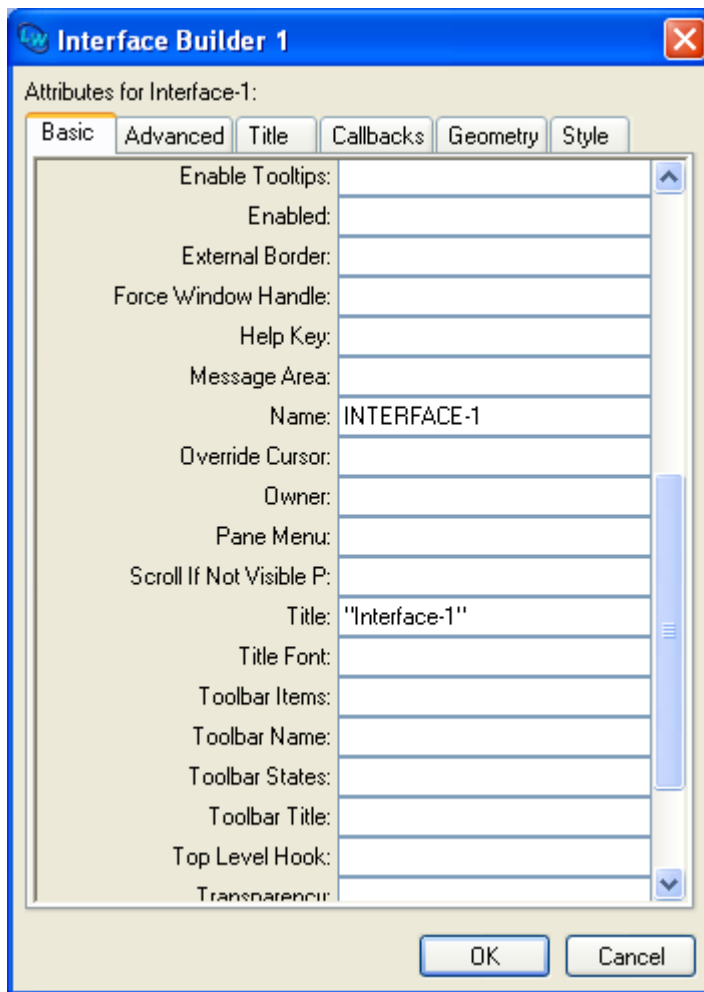 LW Interface Builder 1
Attributes for Interface-1:
Basic Advanced Title Callbacks Geometry Style
Enable Tooltips:
Enabled:
External Border:
Force Window Handle:
Help Key:
Message Area:
Name: INTERFACE-1
Override Cursor:
Owner:
Pane Menu:
Scroll If Not Visible P:
Title: "Interface-1"
Title Font:
Toolbar Items:
Toolbar Name:
Toolbar States:
Toolbar Title:
Top Level Hook:
Transparency:
OK Cancel